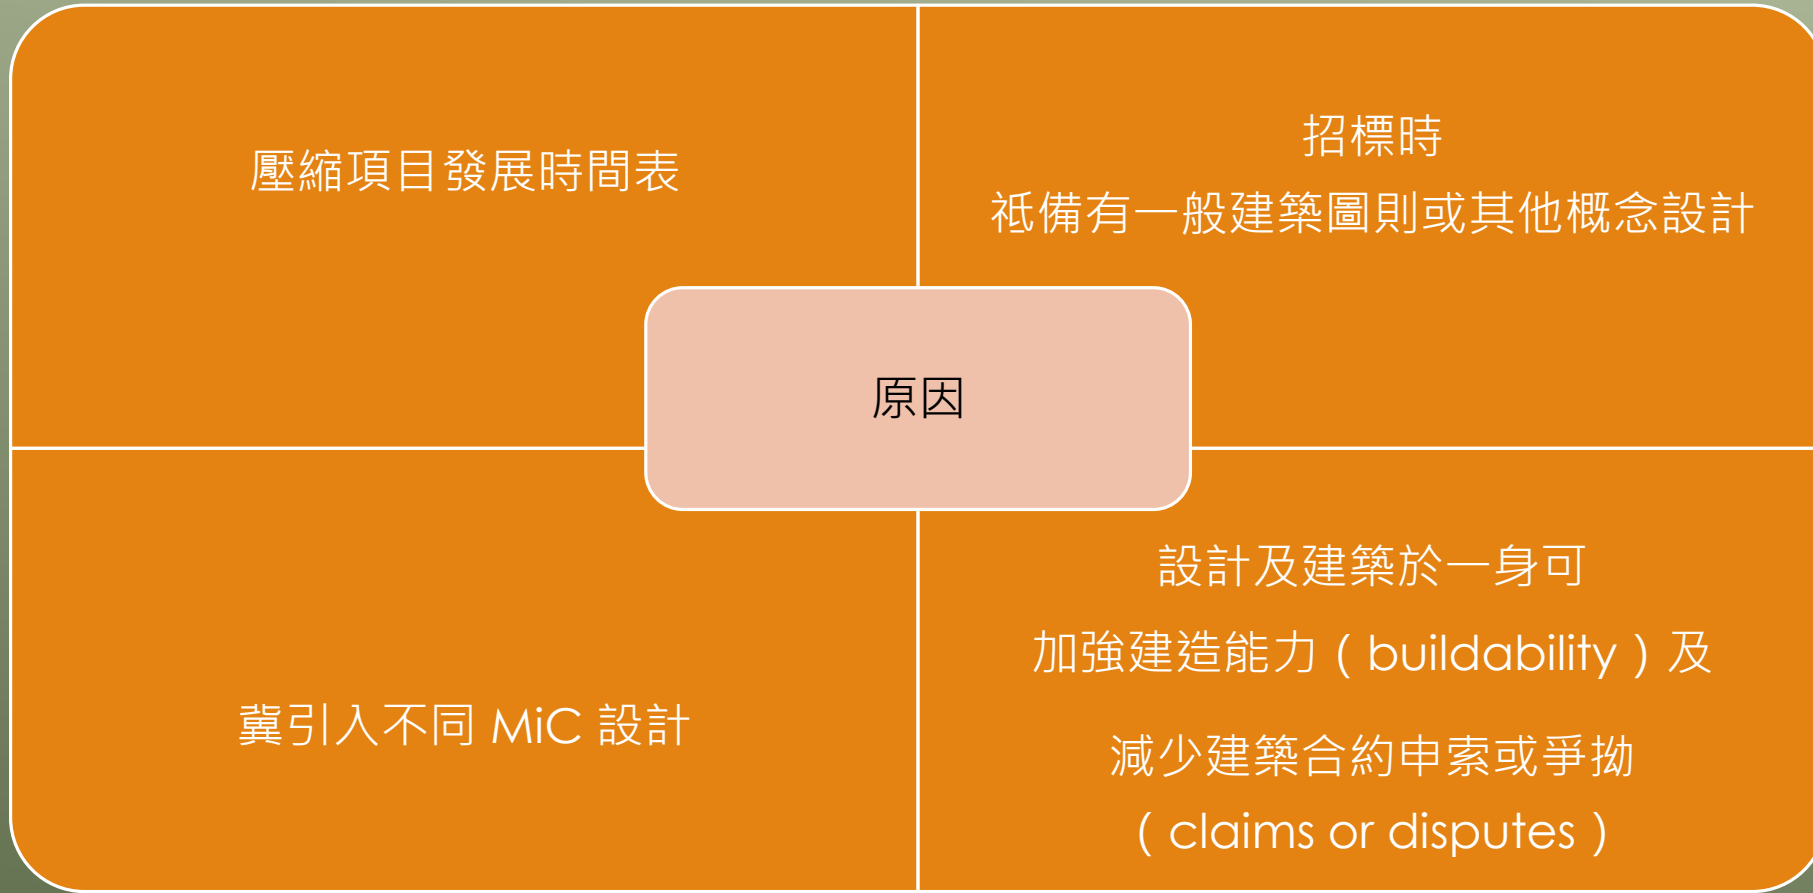 壓縮項目發展時間表
招標時
祗備有一般建築圖則或其他概念設計
原因
冀引入不同 MiC 設計
設計及建築於一身可
加強建造能力 ( buildability ) 及
減少建築合約申索或爭拗
( claims or disputes )